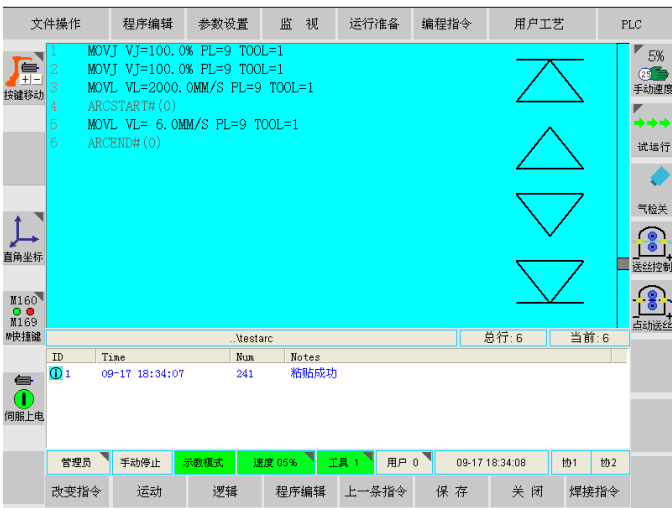 文件操作 程序编辑 参数设置 监 视 运行准备 编程指令 用户工艺 PLC
1 MOVJ VJ=100.0% PL=9 TOOL=1
2 MOVJ VJ=100.0% PL=9 TOOL=1
3 MOVL VL=2000.0MM/S PL=9 TOOL=1
4 ARCSTART#(0)
5 MOVL VL= 6.0MM/S PL=9 TOOL=1
6 ARCEND#(0)
按键移动
直角坐标
M160
M169
M快捷键
伺服上电
5%
手动速度
试运行
气检关
送丝控制
点动送丝
..\testarc 总行:6 当前:6
ID Time Num Notes
1 09-17 18:34:07 241 粘贴成功
管理员 手动停止 示教模式 速度 05% 工具 1 用户 0 09-17 18:34:08 协1 协2
改变指令 运动 逻辑 程序编辑 上一条指令 保 存 关 闭 焊接指令